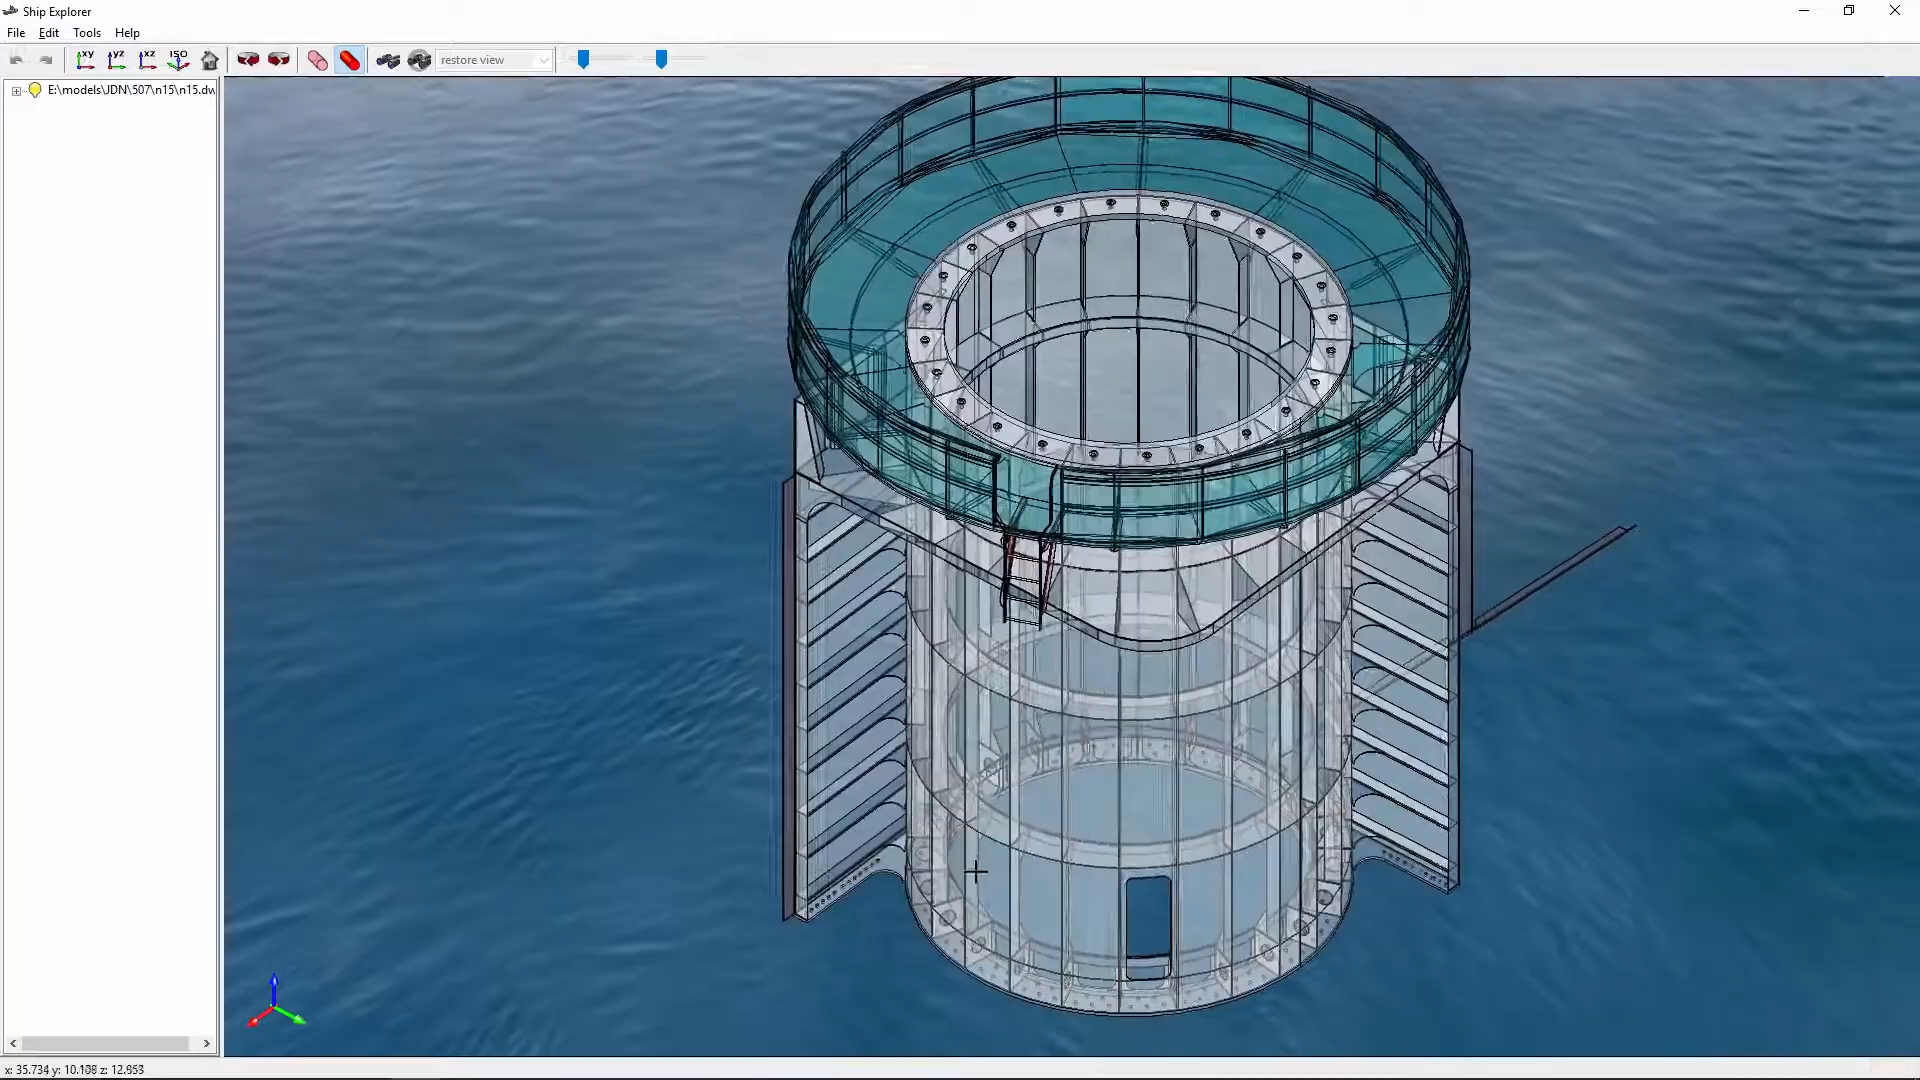 Ship Explorer
File Edit Tools Help
xy yz xz ISO restore view
E:\models\JDN\507\n15\n15.dw
x: 35.734 y: 10.108 z: 12.953